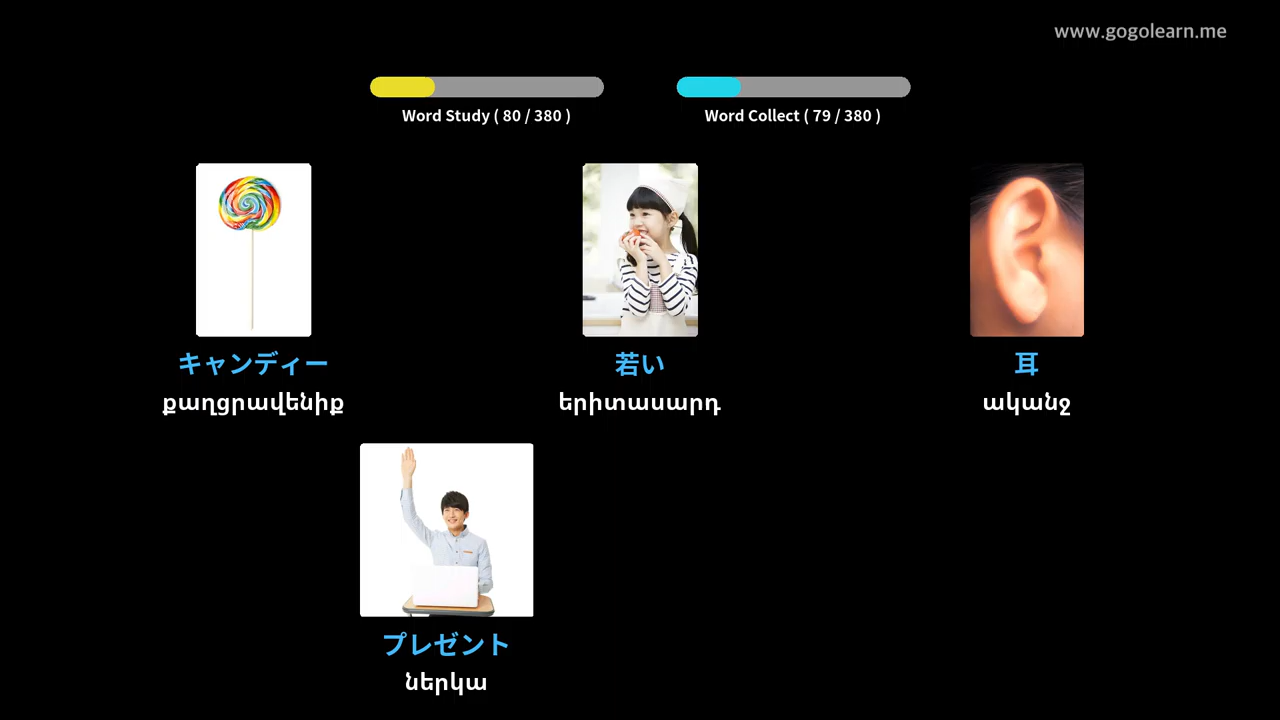 www.gogolearn.me
Word Study ( 80 / 380 )
Word Collect ( 79 / 380 )
キャンディー
քաղցրավենիք
若い
երիտասարդ
耳
ականջ
プレゼント
ներկա